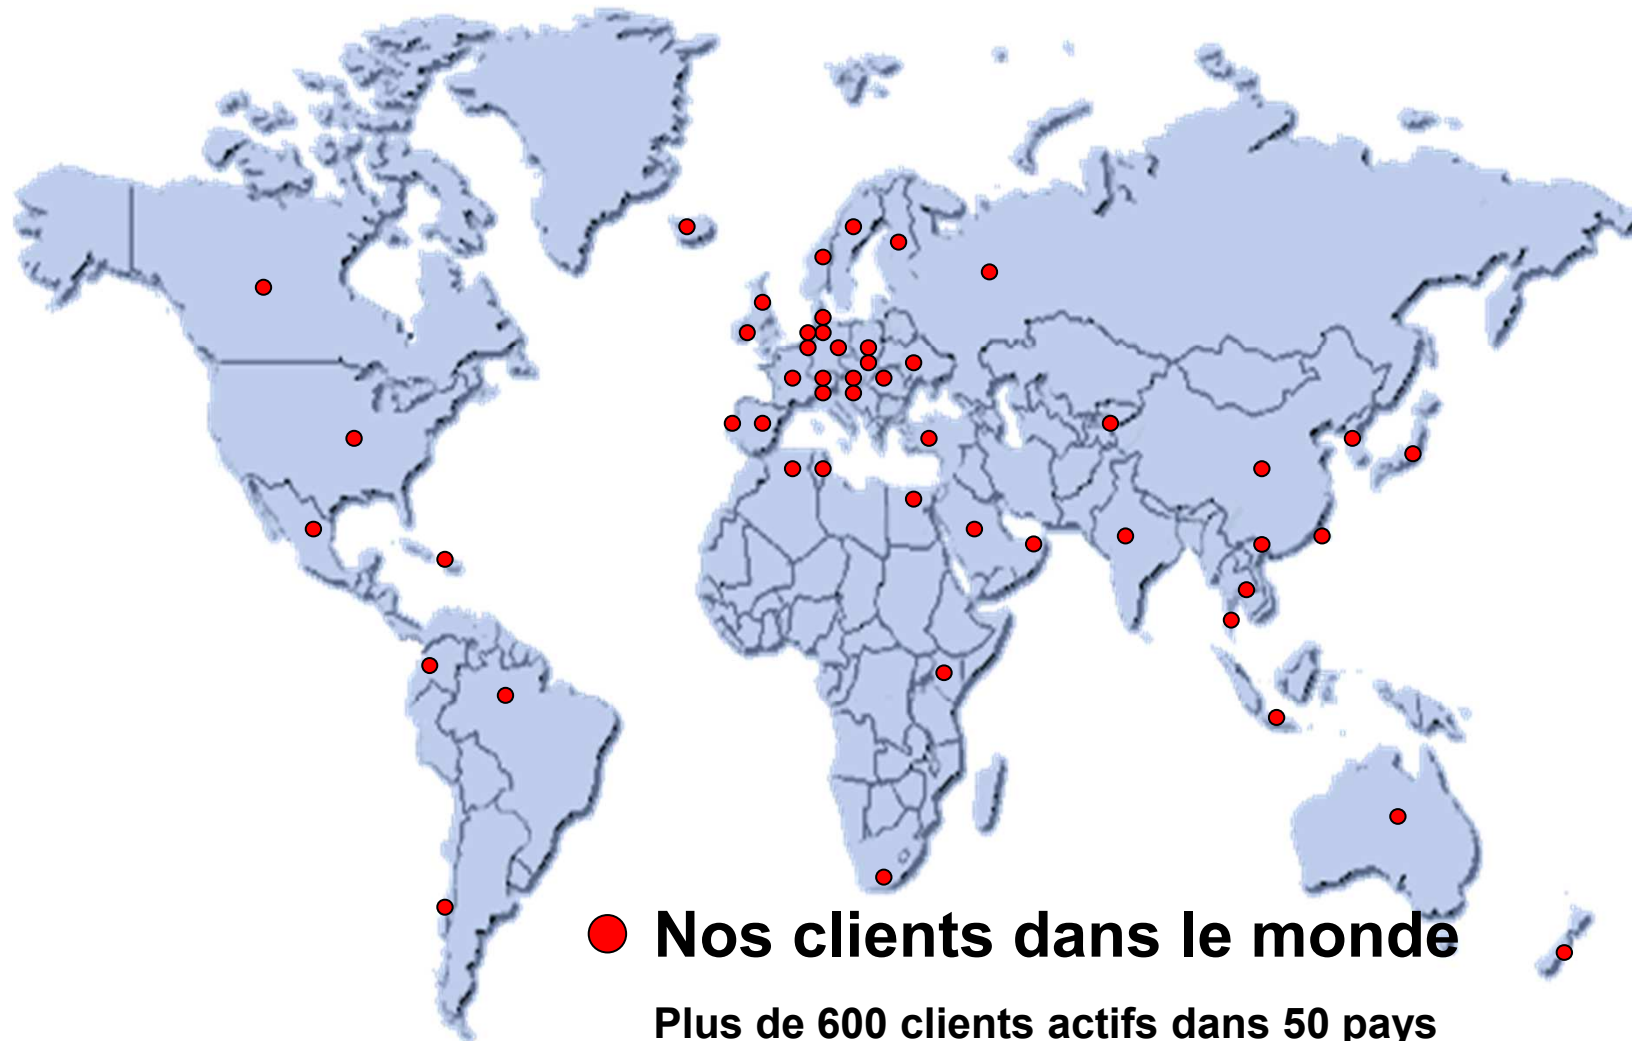 Nos clients dans le monde
Plus de 600 clients actifs dans 50 pays